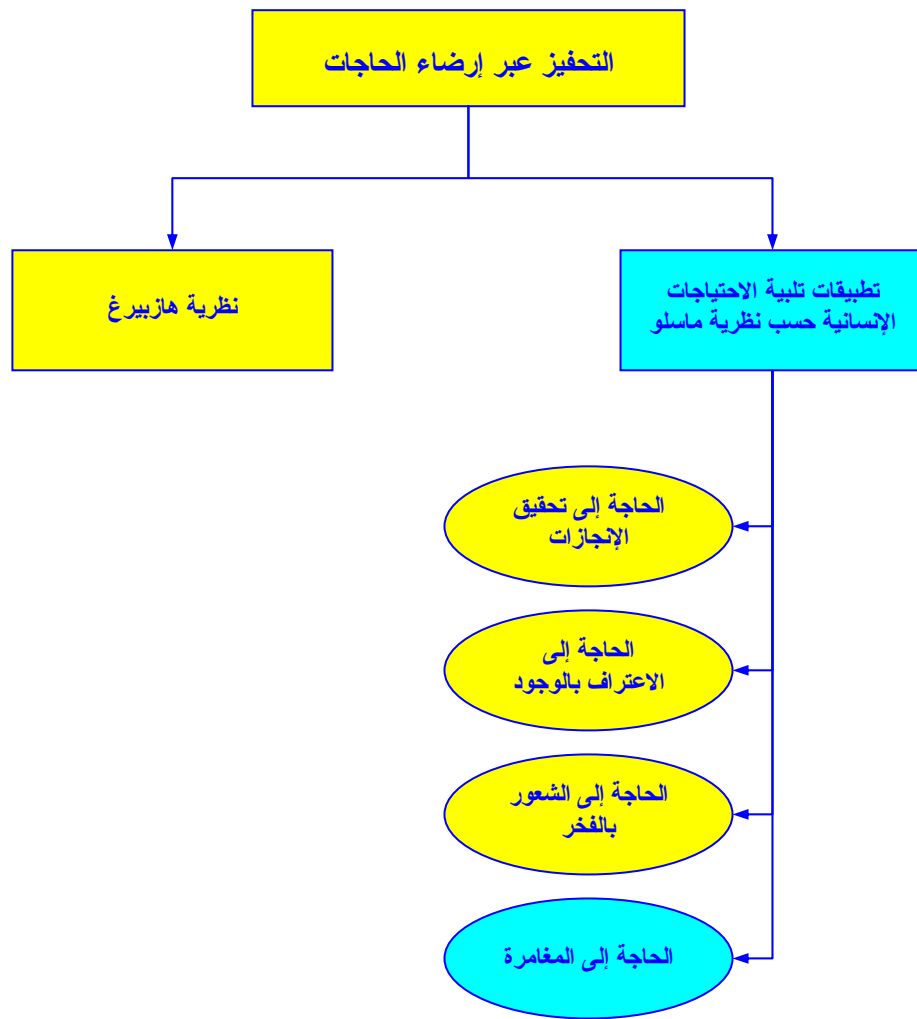 التحفيز عبر إرضاء الحاجات
تطبيقات تلبية الاحتياجات
الإنسانية حسب نظرية ماسلو
نظرية هازبيرغ
الحاجة إلى تحقيق
الإنجازات
الحاجة إلى
الاعتراف بالوجود
الحاجة إلى الشعور
بالفخر
الحاجة إلى المغامرة